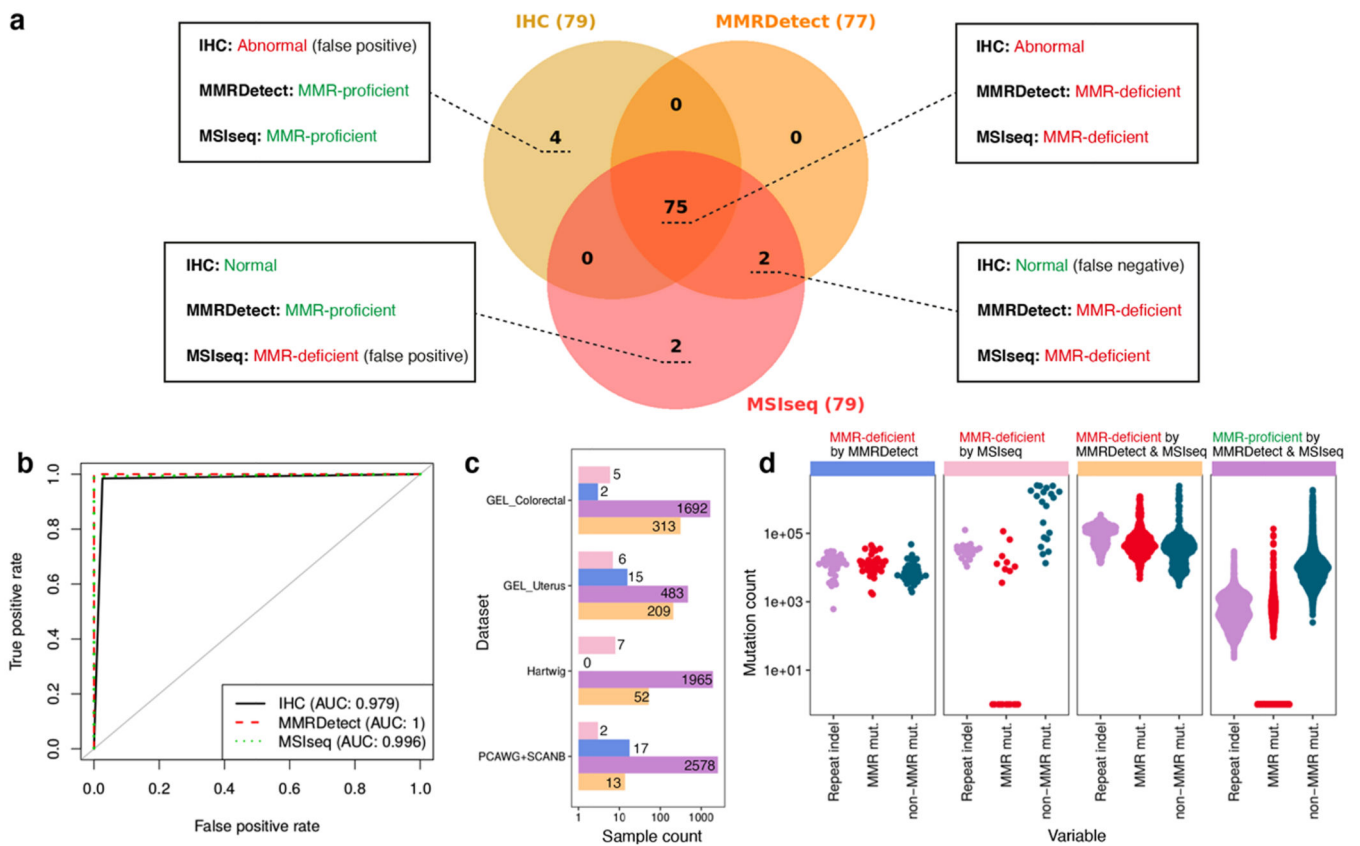 a
IHC (79)
MMRDetect (77)
IHC: Abnormal (false positive)
MMRDetect: MMR-proficient
MSIseq: MMR-proficient
IHC: Abnormal
MMRDetect: MMR-deficient
MSIseq: MMR-deficient
0
4
0
75
0
2
2
IHC: Normal
MMRDetect: MMR-proficient
MSIseq: MMR-deficient (false positive)
IHC: Normal (false negative)
MMRDetect: MMR-deficient
MSIseq: MMR-deficient
MSIseq (79)
b
True positive rate
1.0
0.8
0.6
0.4
0.2
0.0
IHC (AUC: 0.979)
MMRDetect (AUC: 1)
MSIseq (AUC: 0.996)
0.0 0.2 0.4 0.6 0.8 1.0
False positive rate
c
Dataset
GEL_Colorectal
5
2
1692
313
GEL_Uterus
6
15
483
209
Hartwig
7
0
1965
52
PCAWG+SCANB
2
17
2578
13
1 10 100 1000
Sample count
d
MMR-deficient
by MMRDetect
MMR-deficient
by MSIseq
MMR-deficient by
MMRDetect & MSIseq
MMR-proficient by
MMRDetect & MSIseq
Mutation count
1e+05
1e+03
1e+01
Repeat indel
MMR mut.
non-MMR mut.
Repeat indel
MMR mut.
non-MMR mut.
Repeat indel
MMR mut.
non-MMR mut.
Repeat indel
MMR mut.
non-MMR mut.
Variable